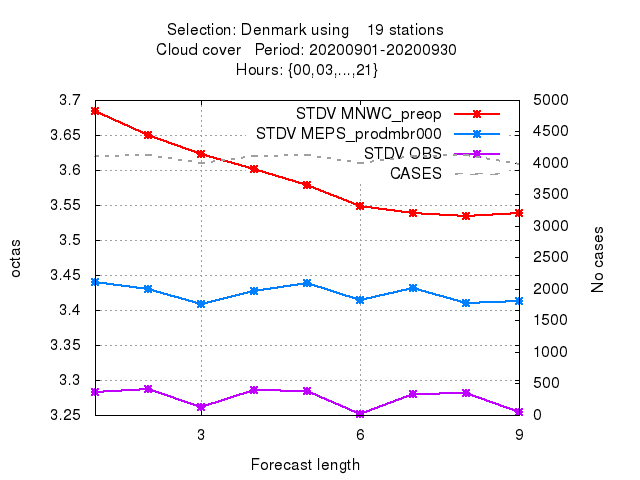 Selection: Denmark using    19 stations
Cloud cover   Period: 20200901-20200930
Hours: {00,03,...,21}
STDV MNWC_preop
STDV MEPS_prodmbr000
STDV OBS
CASES
3.7
3.65
3.6
3.55
3.5
3.45
3.4
3.35
3.3
3.25
5000
4500
4000
3500
3000
2500
2000
1500
1000
500
0
octas
No cases
3
6
9
Forecast length